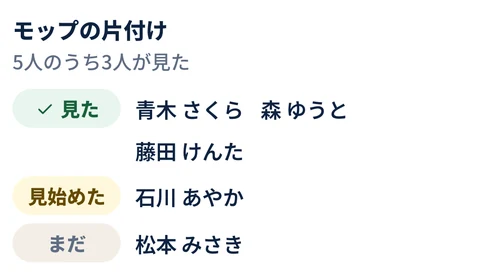 モップの片付け
5人のうち3人が見た
✓ 見た 青木 さくら 森 ゆうと
藤田 けんた
見始めた 石川 あやか
まだ 松本 みさき